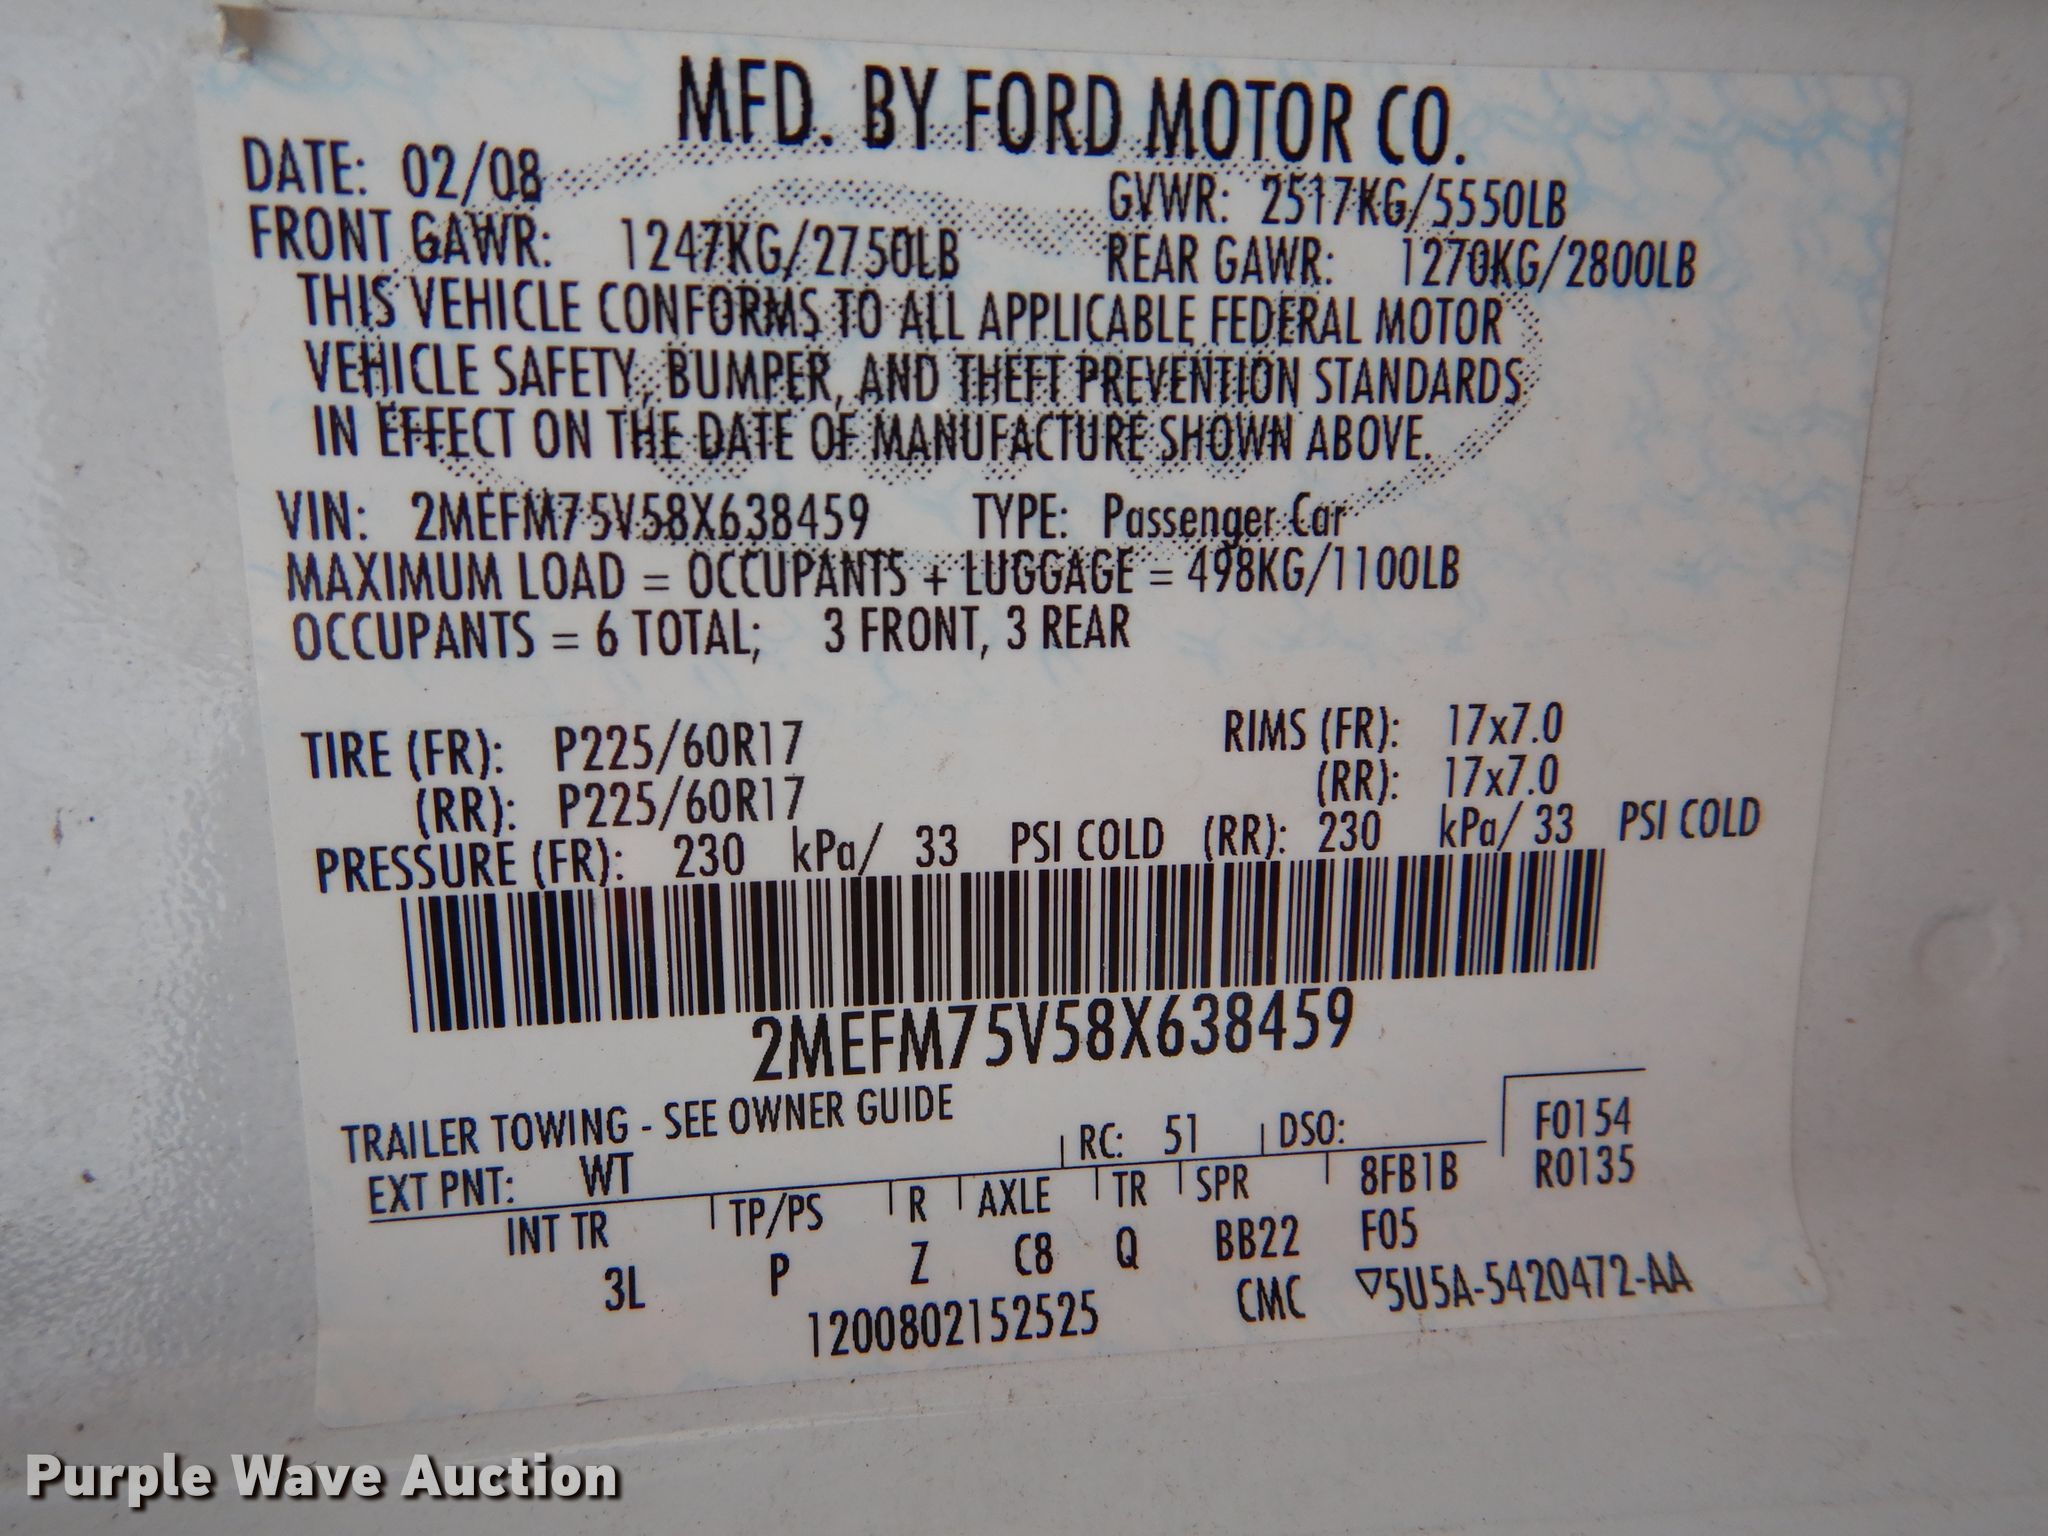 MFD. BY FORD MOTOR CO.
DATE: 02/08 GVWR: 2517KG/5550LB
FRONT GAWR: 1247KG/2750LB REAR GAWR: 1270KG/2800LB
THIS VEHICLE CONFORMS TO ALL APPLICABLE FEDERAL MOTOR
VEHICLE SAFETY, BUMPER, AND THEFT PREVENTION STANDARDS
IN EFFECT ON THE DATE OF MANUFACTURE SHOWN ABOVE.
VIN: 2MEFM75V58X638459 TYPE: Passenger Car
MAXIMUM LOAD = OCCUPANTS + LUGGAGE = 498KG/1100LB
OCCUPANTS = 6 TOTAL; 3 FRONT, 3 REAR
TIRE (FR): P225/60R17 RIMS (FR): 17x7.0
(RR): P225/60R17 (RR): 17x7.0
PRESSURE (FR): 230 kPa/ 33 PSI COLD (RR): 230 kPa/ 33 PSI COLD
2MEFM75V58X638459
TRAILER TOWING - SEE OWNER GUIDE
EXT PNT: WT RC: 51 DSO: F0154
INT TR TP/PS R AXLE TR SPR 8FB1B R0135
3L P Z C8 Q BB22 F05
1200802152525 CMC ▽5U5A-5420472-AA
Purple Wave Auction